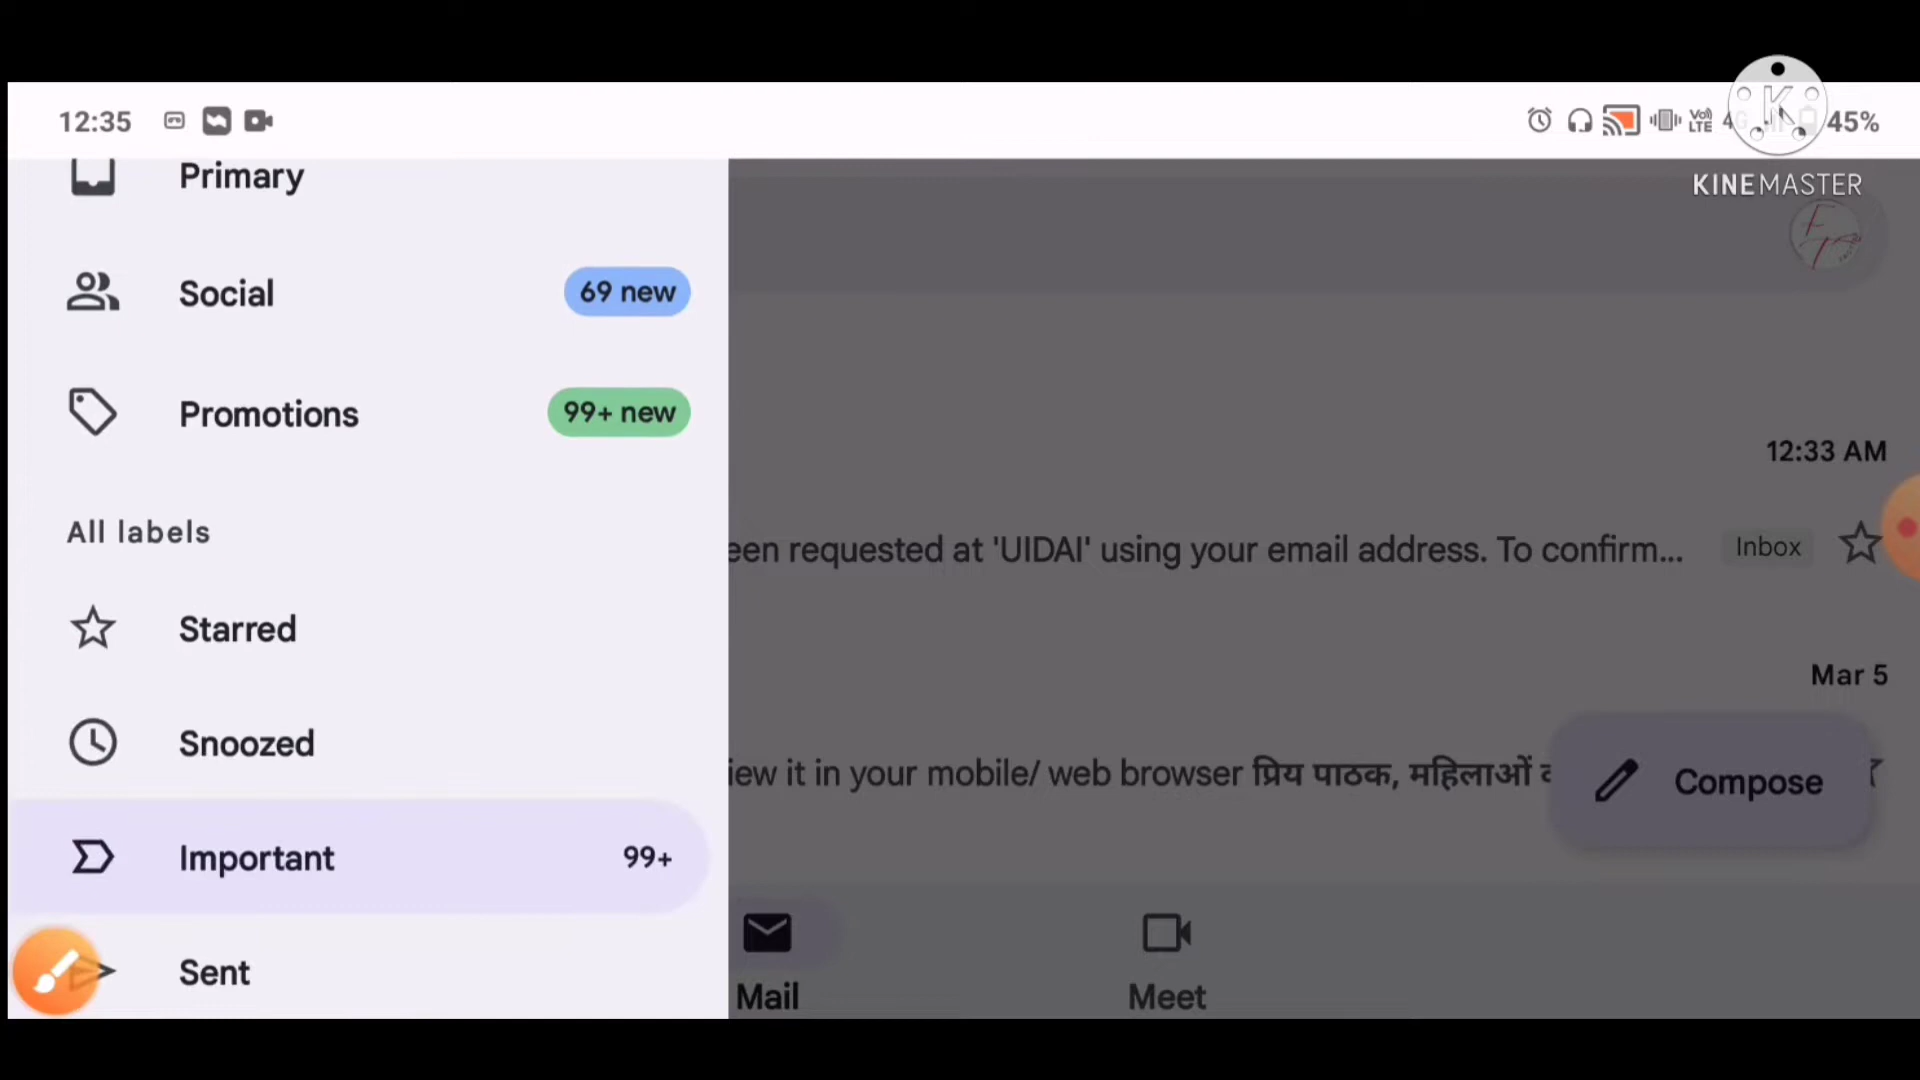 12:35
VoLTE 45%
KINEMASTER
Primary
Social 69 new
Promotions 99+ new
12:33 AM
All labels
een requested at 'UIDAI' using your email address. To confirm... Inbox
Starred
Mar 5
Snoozed
iew it in your mobile/ web browser प्रिय पाठक, महिलाओं
Compose
Important 99+
Sent
Mail
Meet